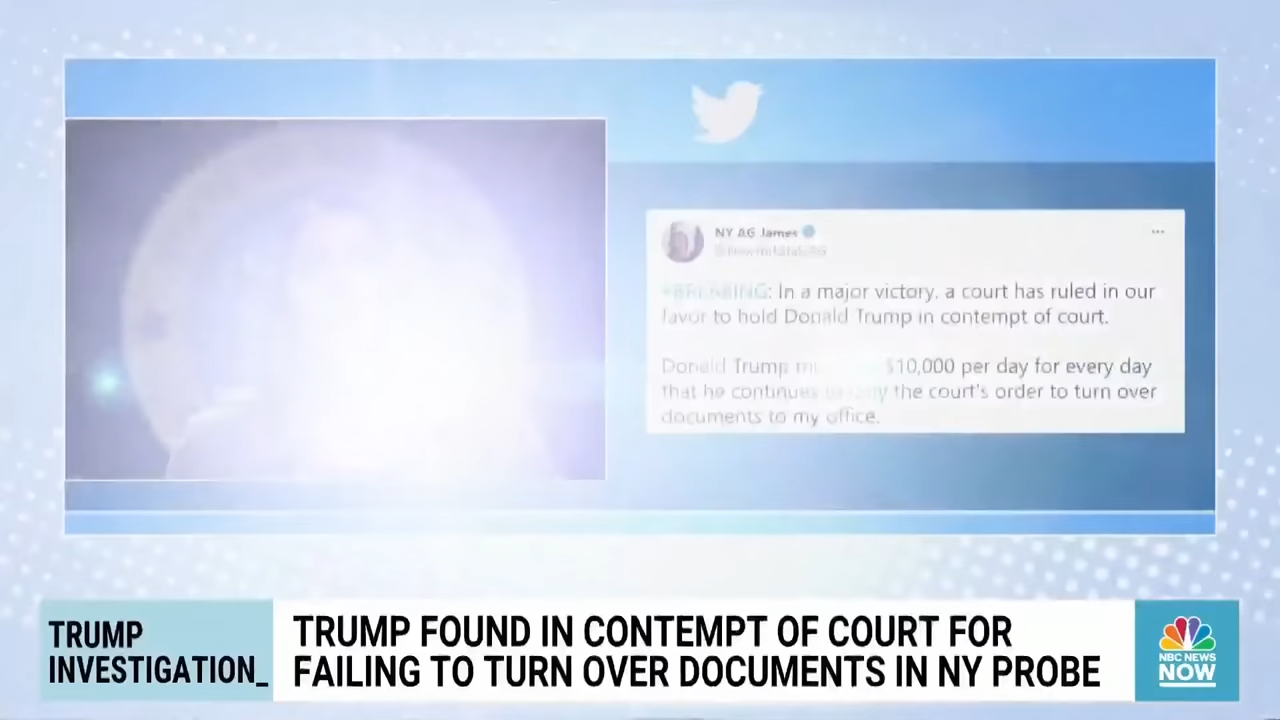 NY AG James
In a major victory, a court has ruled in our
favor to hold Donald Trump in contempt of court.
Donald Trump $10,000 per day for every day
that he continues the court's order to turn over
documents to my office.
TRUMP
INVESTIGATION_
TRUMP FOUND IN CONTEMPT OF COURT FOR
FAILING TO TURN OVER DOCUMENTS IN NY PROBE
NBC NEWS
NOW